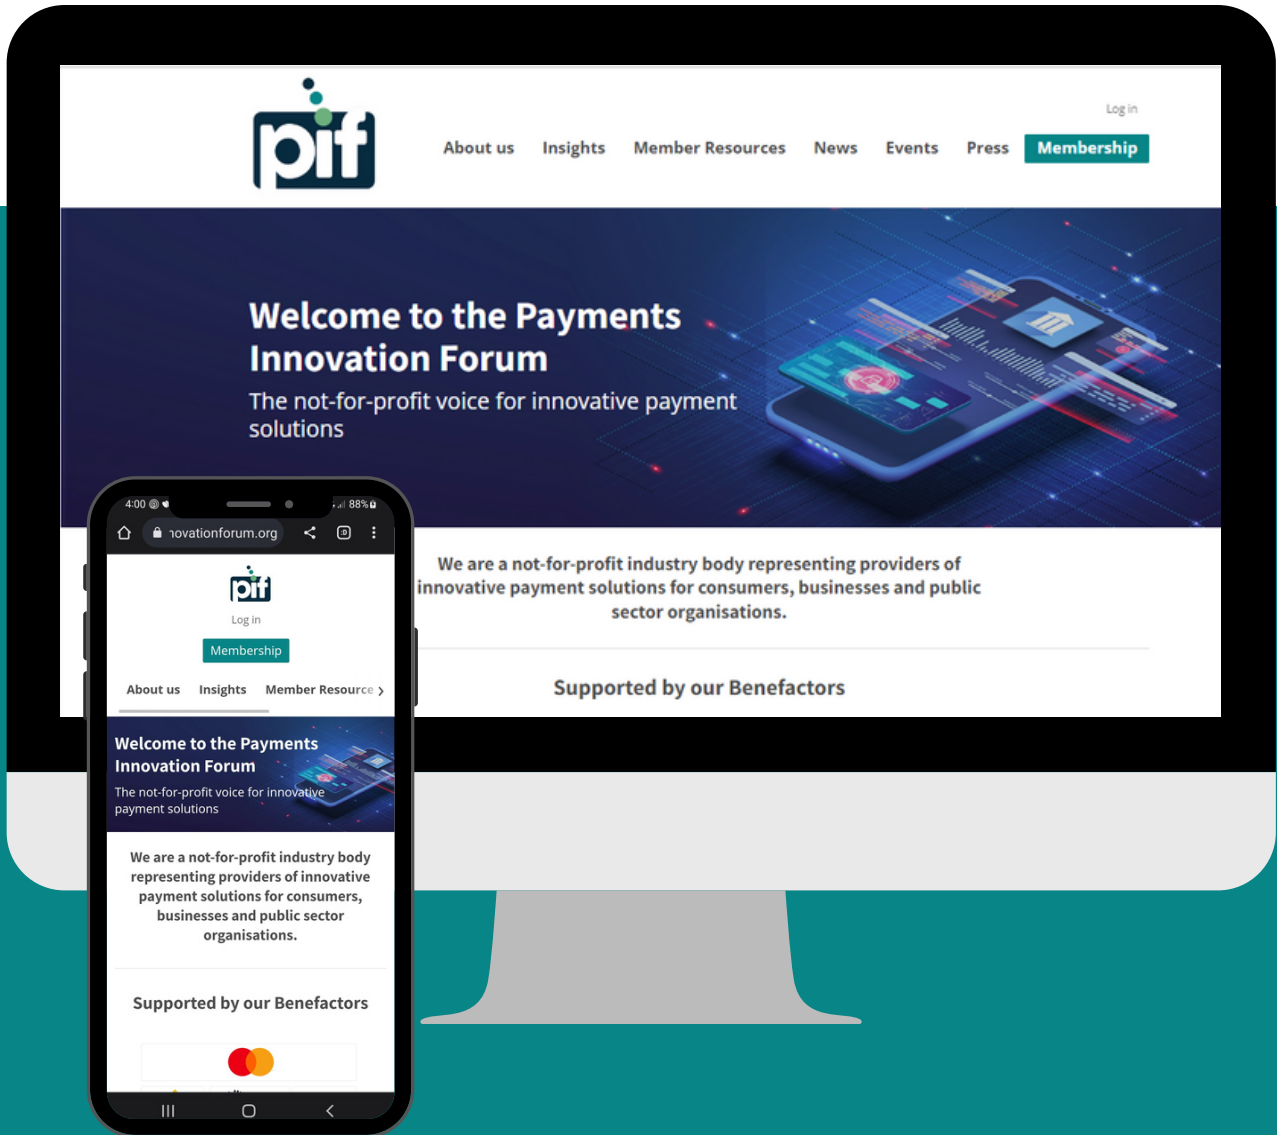 pif
Log in
About us Insights Member Resources News Events Press Membership
Welcome to the Payments
Innovation Forum
The not-for-profit voice for innovative payment
solutions
We are a not-for-profit industry body representing providers of
innovative payment solutions for consumers, businesses and public
sector organisations.
Supported by our Benefactors
4:00 88%
novationforum.org :D
pif
Log in
Membership
About us Insights Member Resource
Welcome to the Payments
Innovation Forum
The not-for-profit voice for innovative
payment solutions
We are a not-for-profit industry body
representing providers of innovative
payment solutions for consumers,
businesses and public sector
organisations.
Supported by our Benefactors